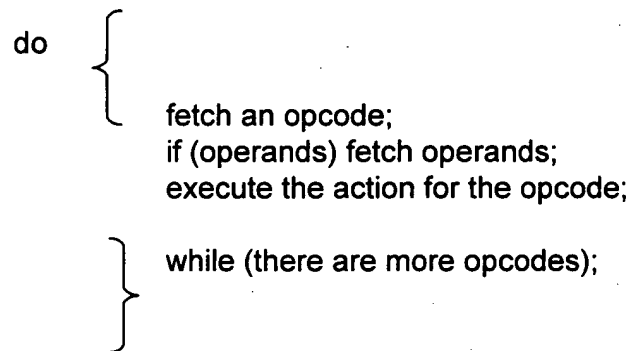 do {
fetch an opcode;
if (operands) fetch operands;
execute the action for the opcode;
} while (there are more opcodes);